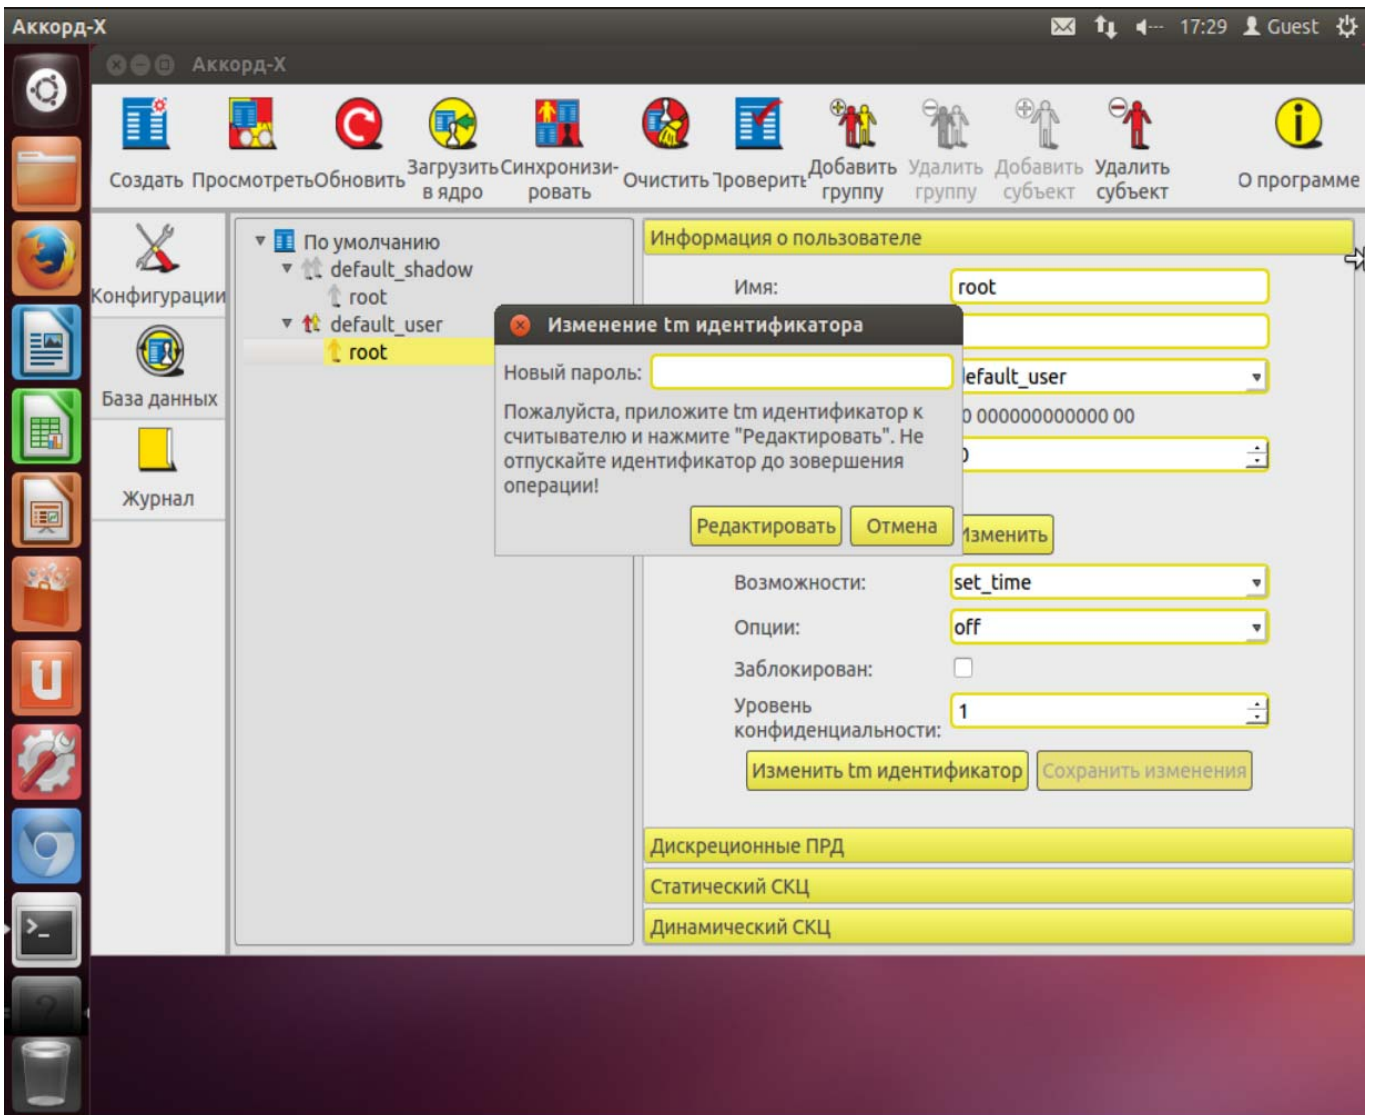 Аккорд-X
17:29 Guest
Аккорд-X
Создать
Просмотреть
Обновить
Загрузить
в ядро
Синхронизи-
ровать
Очистить
Добавить
группу
Удалить
группу
Добавить
субъект
Удалить
субъект
О программе
Конфигурации
База данных
Журнал
По умолчанию
default_shadow
root
default_user
root
Информация о пользователе
Имя: root
default_user
000000000000 00
Изменение tm идентификатора
Новый пароль:
Пожалуйста, приложите tm идентификатор к
считывателю и нажмите "Редактировать". Не
отпускайте идентификатор до зовершения
операции!
Редактировать Отмена
Изменить
Возможности: set_time
Опции: off
Заблокирован:
Уровень
конфиденциальности: 1
Изменить tm идентификатор Сохранить изменения
Дискреционные ПРД
Статический СКЦ
Динамический СКЦ